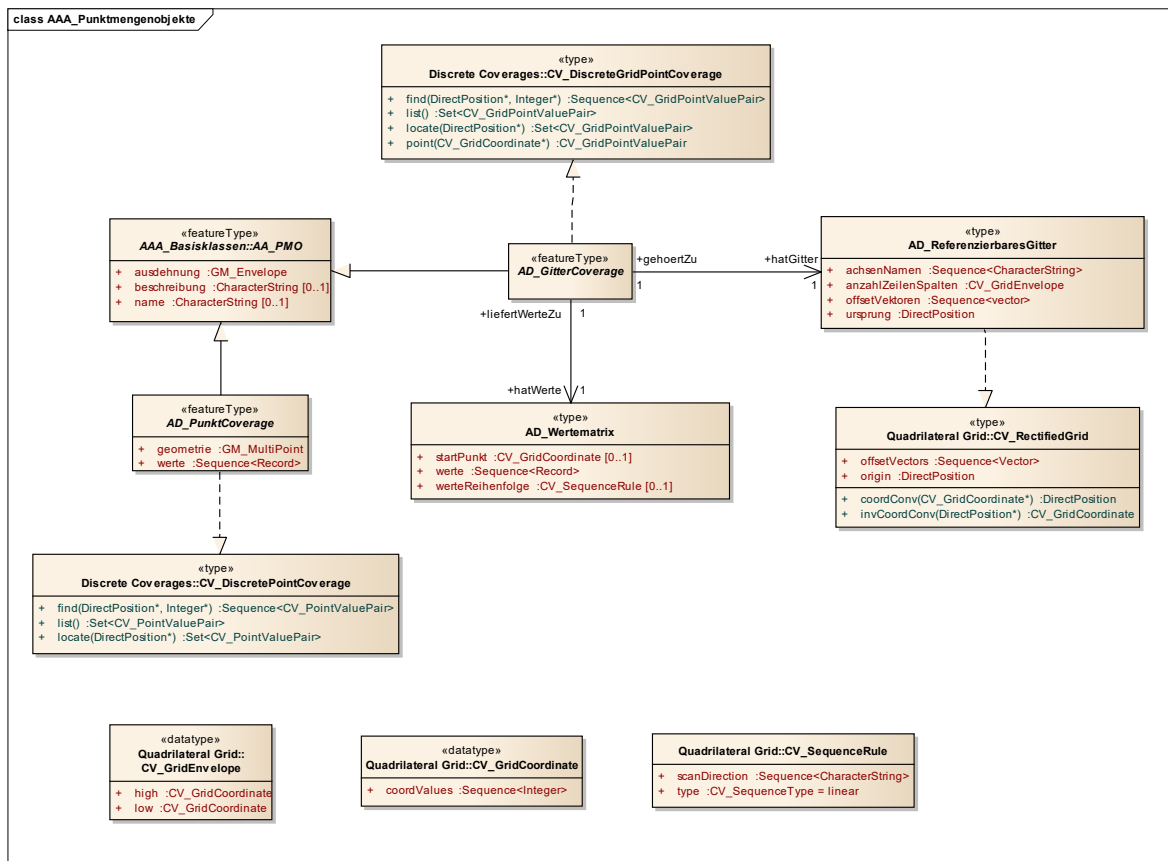 class AAA_Punktmengenobjekte
«type»
Discrete Coverages::CV_DiscreteGridPointCoverage
+ find(DirectPosition*, Integer*) :Sequence<CV_GridPointValuePair>
+ list() :Set<CV_GridPointValuePair>
+ locate(DirectPosition*) :Set<CV_GridPointValuePair>
+ point(CV_GridCoordinate*) :CV_GridPointValuePair
«featureType»
AAA_Basisklassen::AA_PMO
+ ausdehnung :GM_Envelope
+ beschreibung :CharacterString [0..1]
+ name :CharacterString [0..1]
«featureType»
AD_GitterCoverage
+gehoertZu
1
+hatGitter
1
«type»
AD_ReferenzierbaresGitter
+ achsenNamen :Sequence<CharacterString>
+ anzahlZeilenSpalten :CV_GridEnvelope
+ offsetVektoren :Sequence<vector>
+ ursprung :DirectPosition
+liefertWerteZu
1
+hatWerte
1
«featureType»
AD_PunktCoverage
+ geometrie :GM_MultiPoint
+ werte :Sequence<Record>
«type»
AD_Wertematrix
+ startPunkt :CV_GridCoordinate [0..1]
+ werte :Sequence<Record>
+ werteReihenfolge :CV_SequenceRule [0..1]
«type»
Quadrilateral Grid::CV_RectifiedGrid
+ offsetVectors :Sequence<Vector>
+ origin :DirectPosition
+ coordConv(CV_GridCoordinate*) :DirectPosition
+ invCoordConv(DirectPosition*) :CV_GridCoordinate
«type»
Discrete Coverages::CV_DiscretePointCoverage
+ find(DirectPosition*, Integer*) :Sequence<CV_PointValuePair>
+ list() :Set<CV_PointValuePair>
+ locate(DirectPosition*) :Set<CV_PointValuePair>
«datatype»
Quadrilateral Grid::
CV_GridEnvelope
+ high :CV_GridCoordinate
+ low :CV_GridCoordinate
«datatype»
Quadrilateral Grid::CV_GridCoordinate
+ coordValues :Sequence<Integer>
Quadrilateral Grid::CV_SequenceRule
+ scanDirection :Sequence<CharacterString>
+ type :CV_SequenceType = linear